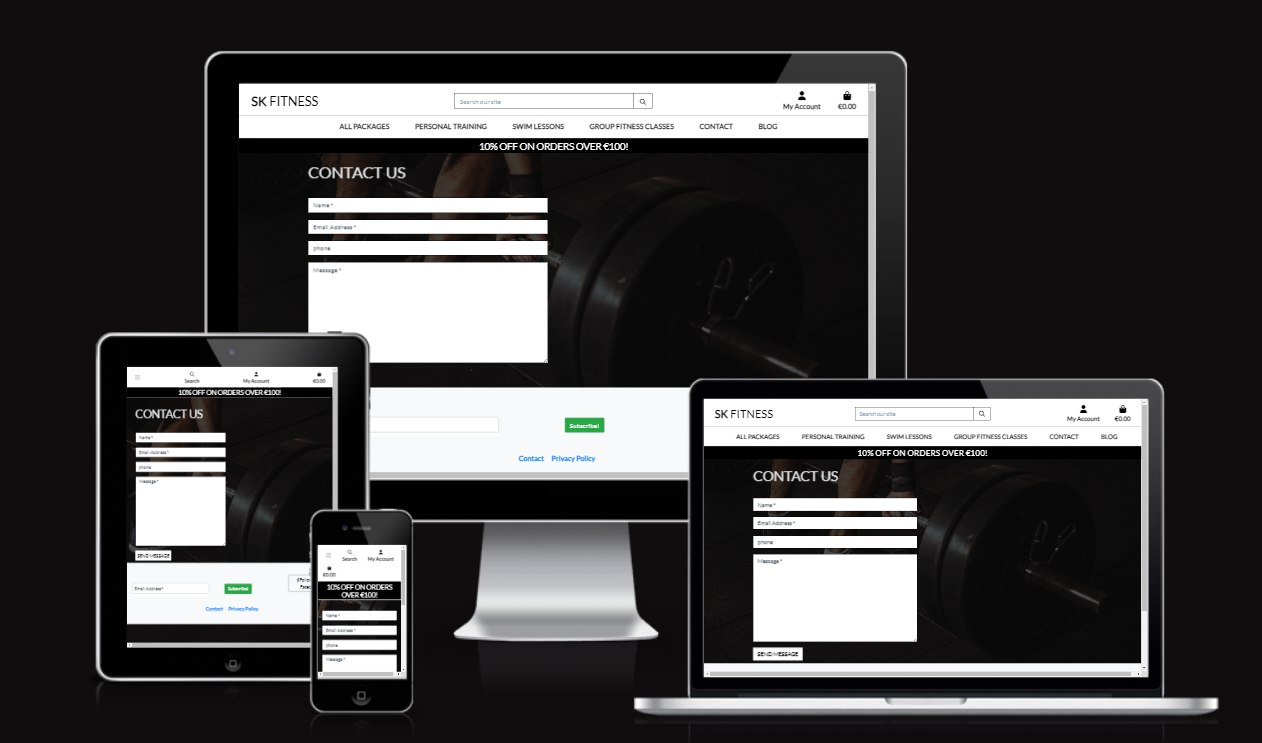 SK FITNESS
Search our site
My Account
€0.00
ALL PACKAGES PERSONAL TRAINING SWIM LESSONS GROUP FITNESS CLASSES CONTACT BLOG
10% OFF ON ORDERS OVER €100!
CONTACT US
Name *
Email Address *
phone
Message *
Subscribe!
Contact Privacy Policy
Search
My Account
€0.00
10% OFF ON ORDERS OVER €100!
CONTACT US
Name *
Email Address *
phone
Message *
SEND MESSAGE
Email Address*
Subscribe!
Contact Privacy Policy
Search
My Account
€0.00
10% OFF ON ORDERS
OVER €100!
Name *
Email Address *
phone
Message *
SK FITNESS
Search our site
My Account
€0.00
ALL PACKAGES PERSONAL TRAINING SWIM LESSONS GROUP FITNESS CLASSES CONTACT BLOG
10% OFF ON ORDERS OVER €100!
CONTACT US
Name *
Email Address *
phone
Message *
SEND MESSAGE